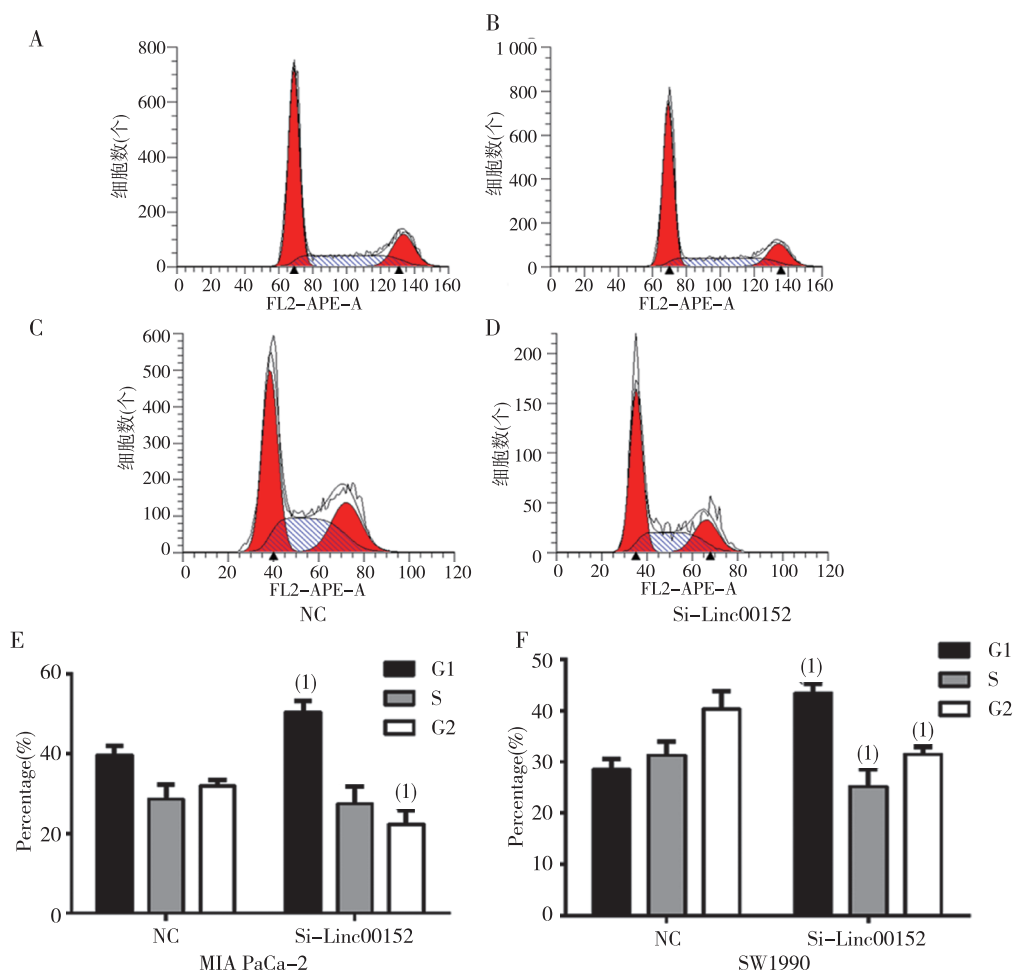 A
B
800
600
400
200
0
细胞数(个)
0 20 40 60 80 100 120 140 160
FL2-APE-A
1 000
800
600
400
200
0
细胞数(个)
0 20 40 60 80 100 120 140 160
FL2-APE-A
C
D
600
500
400
300
200
100
0
细胞数(个)
0 20 40 60 80 100 120
FL2-APE-A
NC
200
150
100
50
0
细胞数(个)
0 20 40 60 80 100 120
FL2-APE-A
Si-Linc00152
E
60
40
20
0
Percentage(%)
G1
S
G2
(1)
(1)
NC Si-Linc00152
MIA PaCa-2
F
50
40
30
20
10
0
Percentage(%)
G1
S
G2
(1)
(1)
(1)
NC Si-Linc00152
SW1990